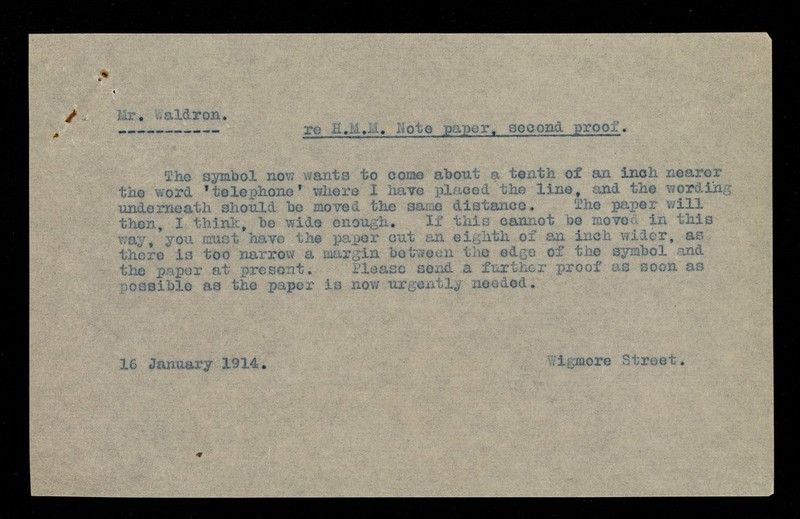 Mr. Waldron.
re H.M.M. Note paper, second proof.
The symbol now wants to come about a tenth of an inch nearer
the word 'telephone' where I have placed the line, and the wording
underneath should be moved the same distance. The paper will
then, I think, be wide enough. If this cannot be moved in this
way, you must have the paper cut an eighth of an inch wider, as
there is too narrow a margin between the edge of the symbol and
the paper at present. Please send a further proof as soon as
possible as the paper is now urgently needed.
16 January 1914.
Wigmore Street.